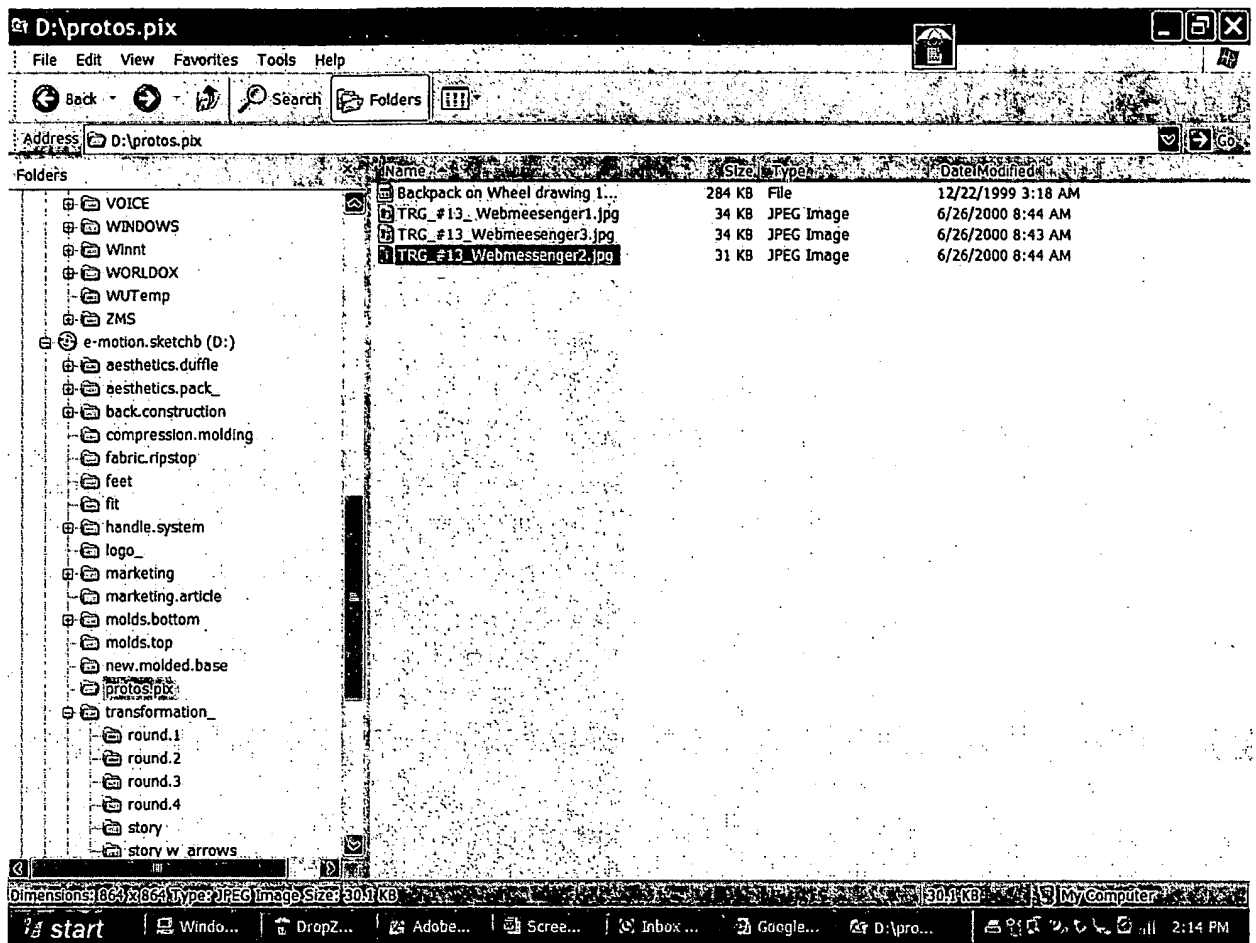 D:\protos.pix
File Edit View Favorites Tools Help
Back Search Folders
Address D:\protos.pix Go
Folders
VOICE
WINDOWS
Winnt
WORLDOX
WUTemp
ZMS
e-motion.sketchb (D:)
aesthetics.duffle
aesthetics.pack_
back.construction
compression.molding
fabric.ripstop
feet
fit
handle.system
logo_
marketing
marketing.article
molds.bottom
molds.top
new.molded.base
protos.pix
transformation_
round.1
round.2
round.3
round.4
story
story w arrows
Name Size Type Date Modified
Backpack on Wheel drawing 1... 284 KB File 12/22/1999 3:18 AM
TRG_#13_ Webmeesenger1.jpg 34 KB JPEG Image 6/26/2000 8:44 AM
TRG_#13_Webmeesenger3.jpg 34 KB JPEG Image 6/26/2000 8:43 AM
TRG_#13_Webmessenger2.jpg 31 KB JPEG Image 6/26/2000 8:44 AM
Dimensions: 864 x 864 Type: JPEG Image Size: 30.1 KB 30.1 KB My Computer
start Windo... DropZ... Adobe... Scree... Inbox ... Google... D:\pro... 2:14 PM